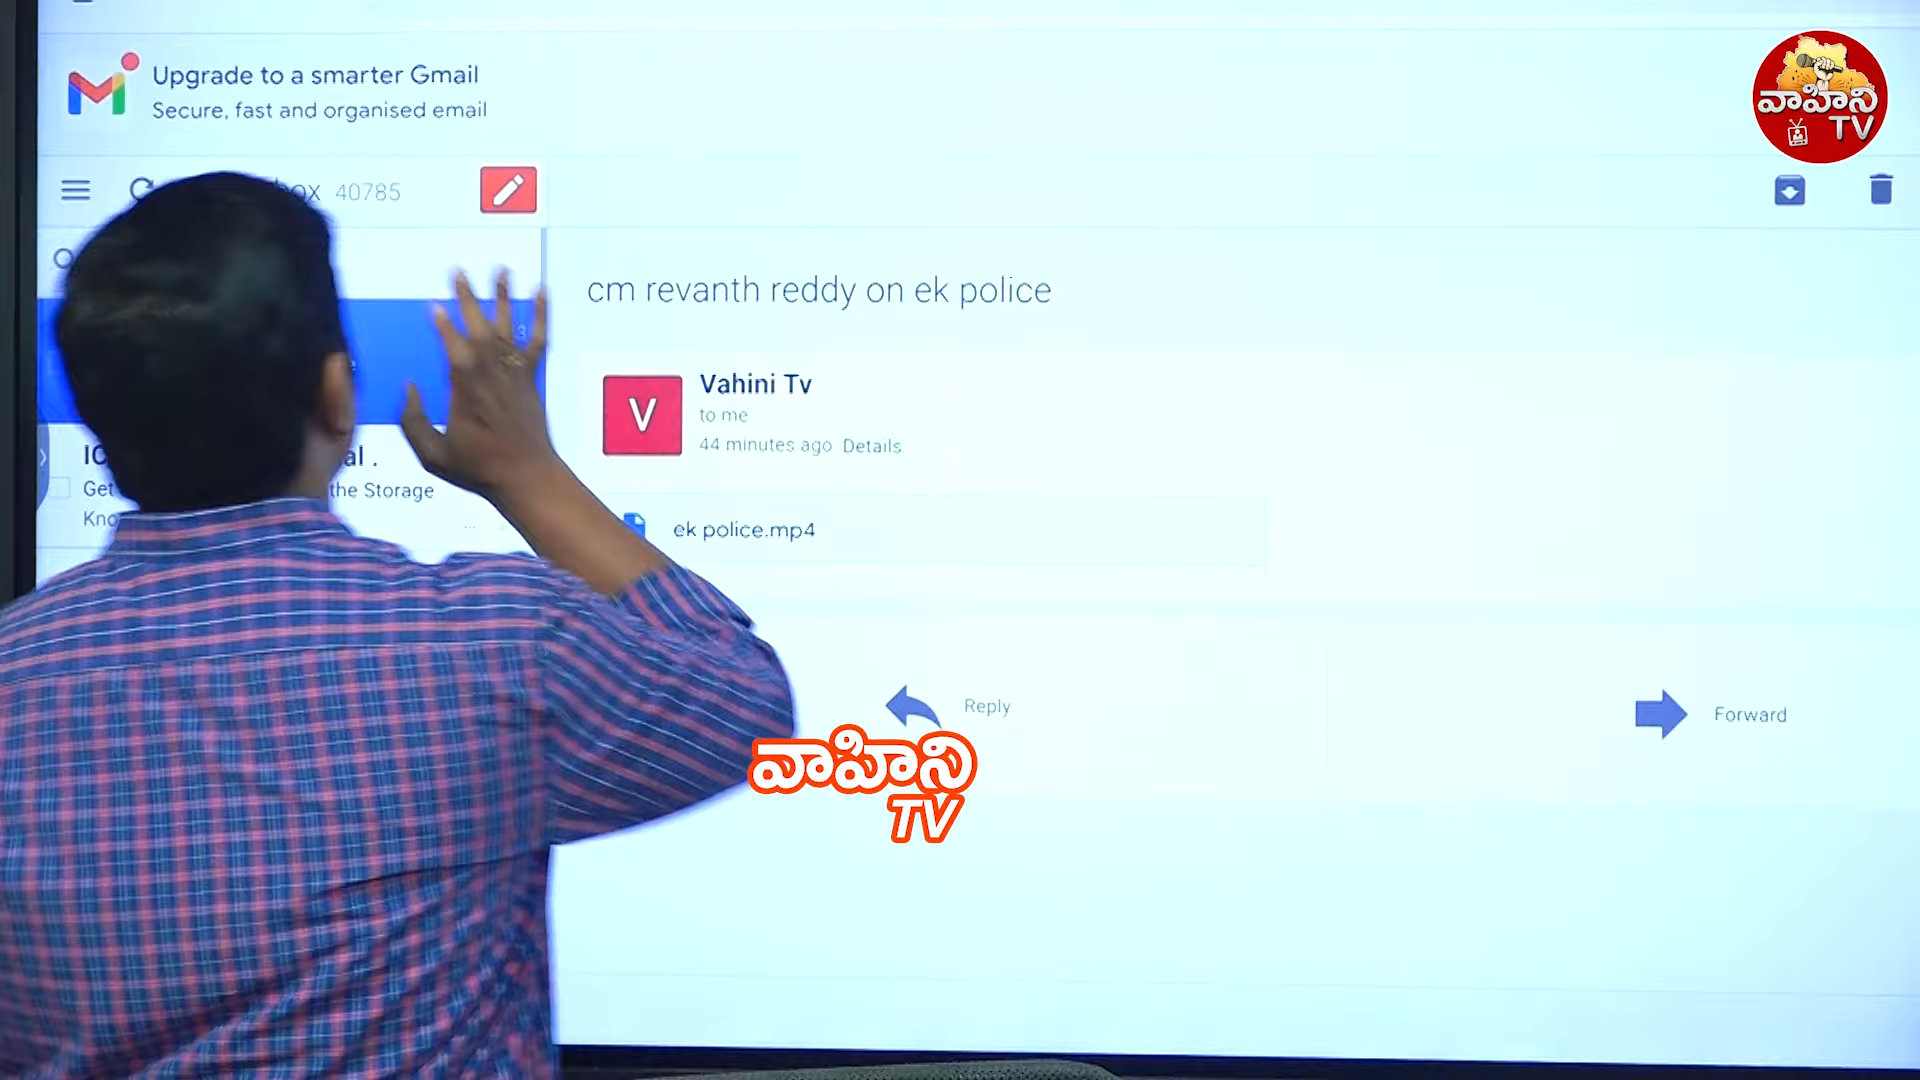 Upgrade to a smarter Gmail
Secure, fast and organised email
వాహిని
TV
40785
cm revanth reddy on ek police
Vahini Tv
to me
44 minutes ago Details
V
Get
the Storage
ek police.mp4
Reply
Forward
వాహిని
TV